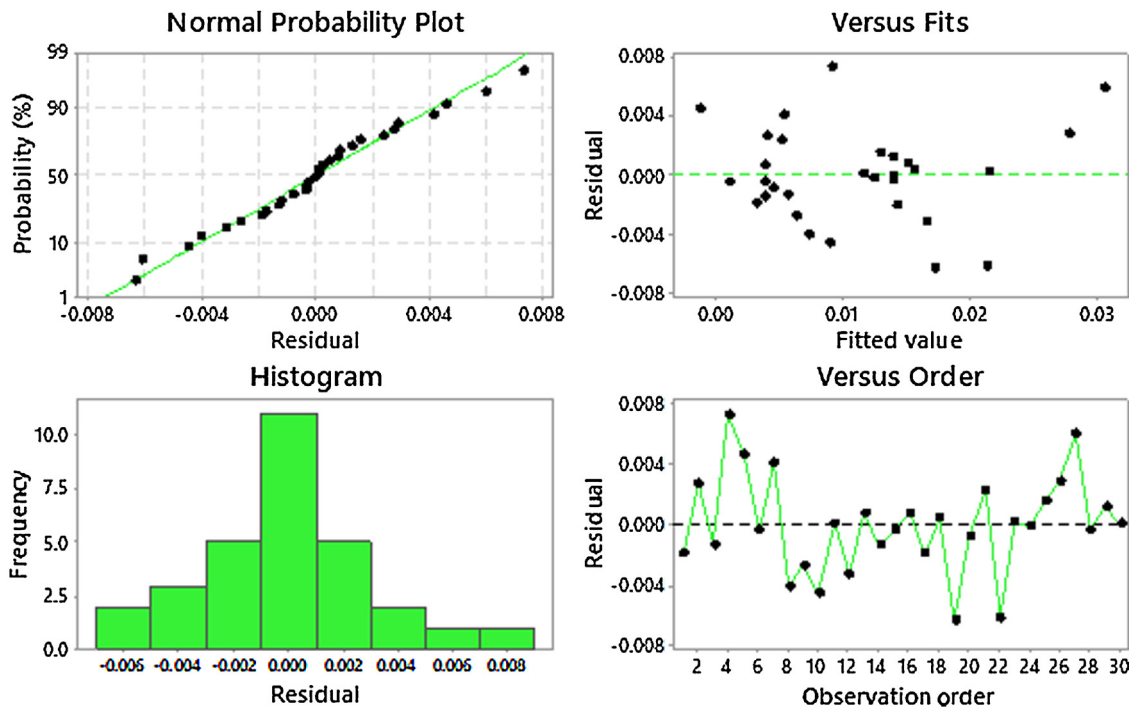 Normal Probability Plot
Probability (%)
99
90
50
10
1
-0.008 -0.004 0.000 0.004 0.008
Residual
Versus Fits
Residual
0.008
0.004
0.000
-0.004
-0.008
0.00 0.01 0.02 0.03
Fitted value
Histogram
Frequency
10.0
7.5
5.0
2.5
0.0
-0.006 -0.004 -0.002 0.000 0.002 0.004 0.006 0.008
Residual
Versus Order
Residual
0.008
0.004
0.000
-0.004
-0.008
2 4 6 8 10 12 14 16 18 20 22 24 26 28 30
Observation order